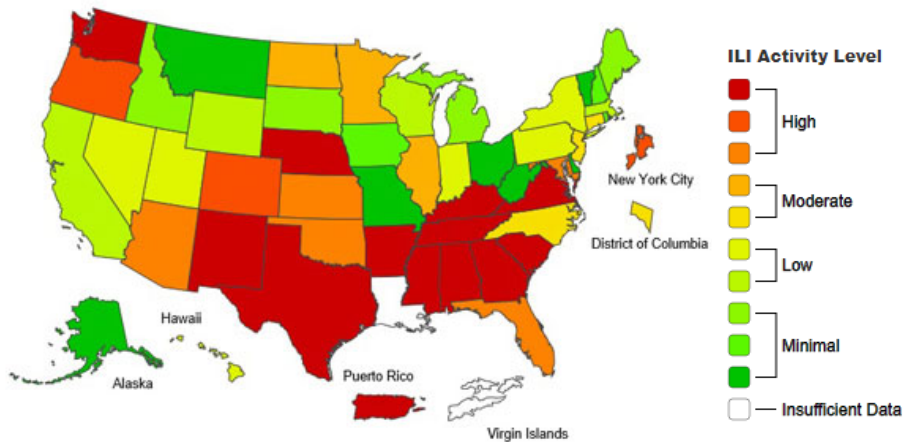 ILI Activity Level
High
New York City
Moderate
District of Columbia
Low
Hawaii
Minimal
Alaska
Puerto Rico
Insufficient Data
Virgin Islands